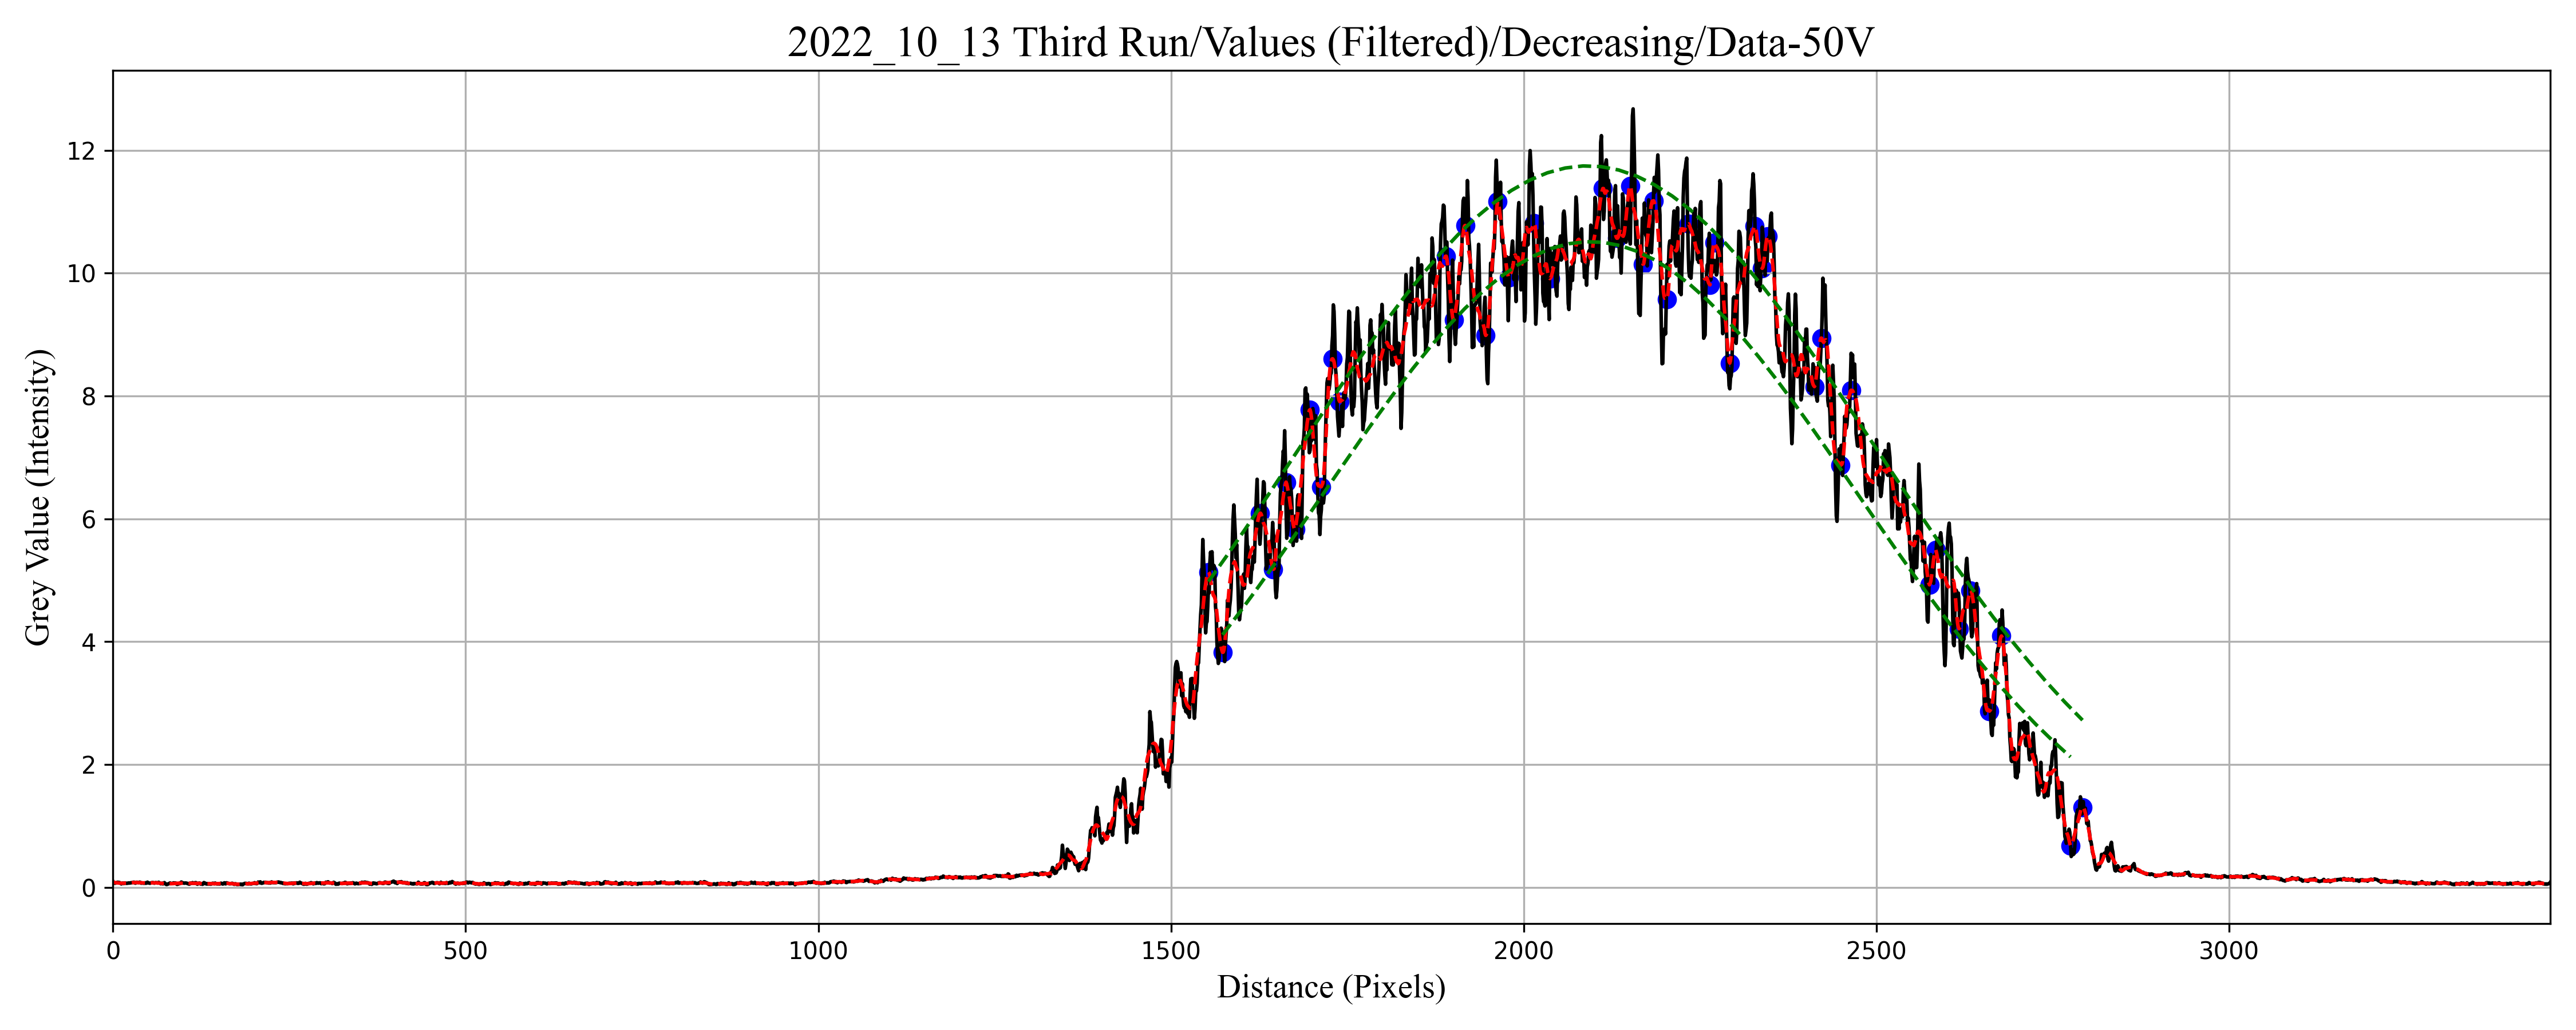 2022_10_13 Third Run/Values (Filtered)/Decreasing/Data-50V
Grey Value (Intensity)
12
10
8
6
4
2
0
0 500 1000 1500 2000 2500 3000
Distance (Pixels)